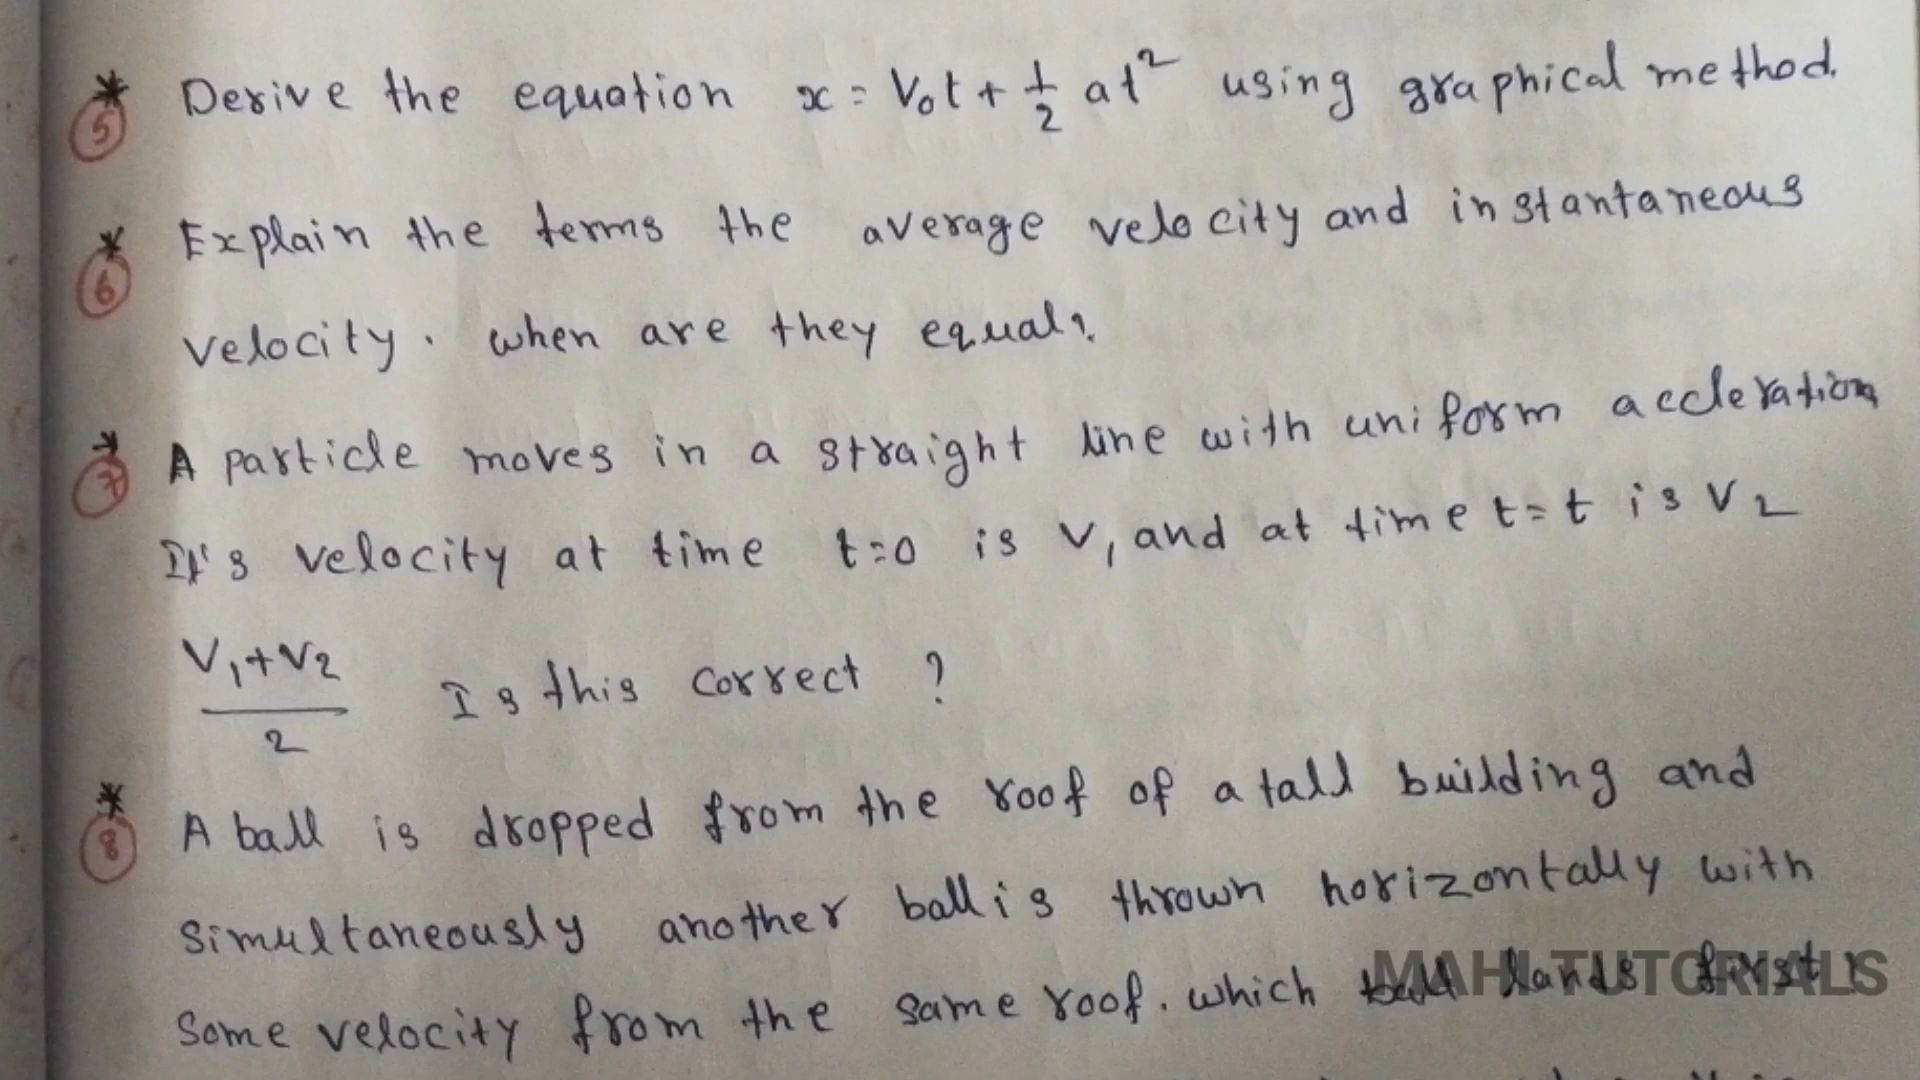 * 5 Derive the equation x = V₀t + 1/2 at² using graphical method.
* 6 Explain the terms the average velocity and instantaneous
velocity. when are they equal?
* 7 A particle moves in a straight line with uniform accleration
It's velocity at time t=0 is V₁ and at time t=t is V₂
V₁+V₂/2 Is this correct ?
* 8 A ball is dropped from the roof of a tall building and
simultaneously another ball is thrown horizontally with
some velocity from the same roof. which ball lands first?
MAHI TUTORIALS